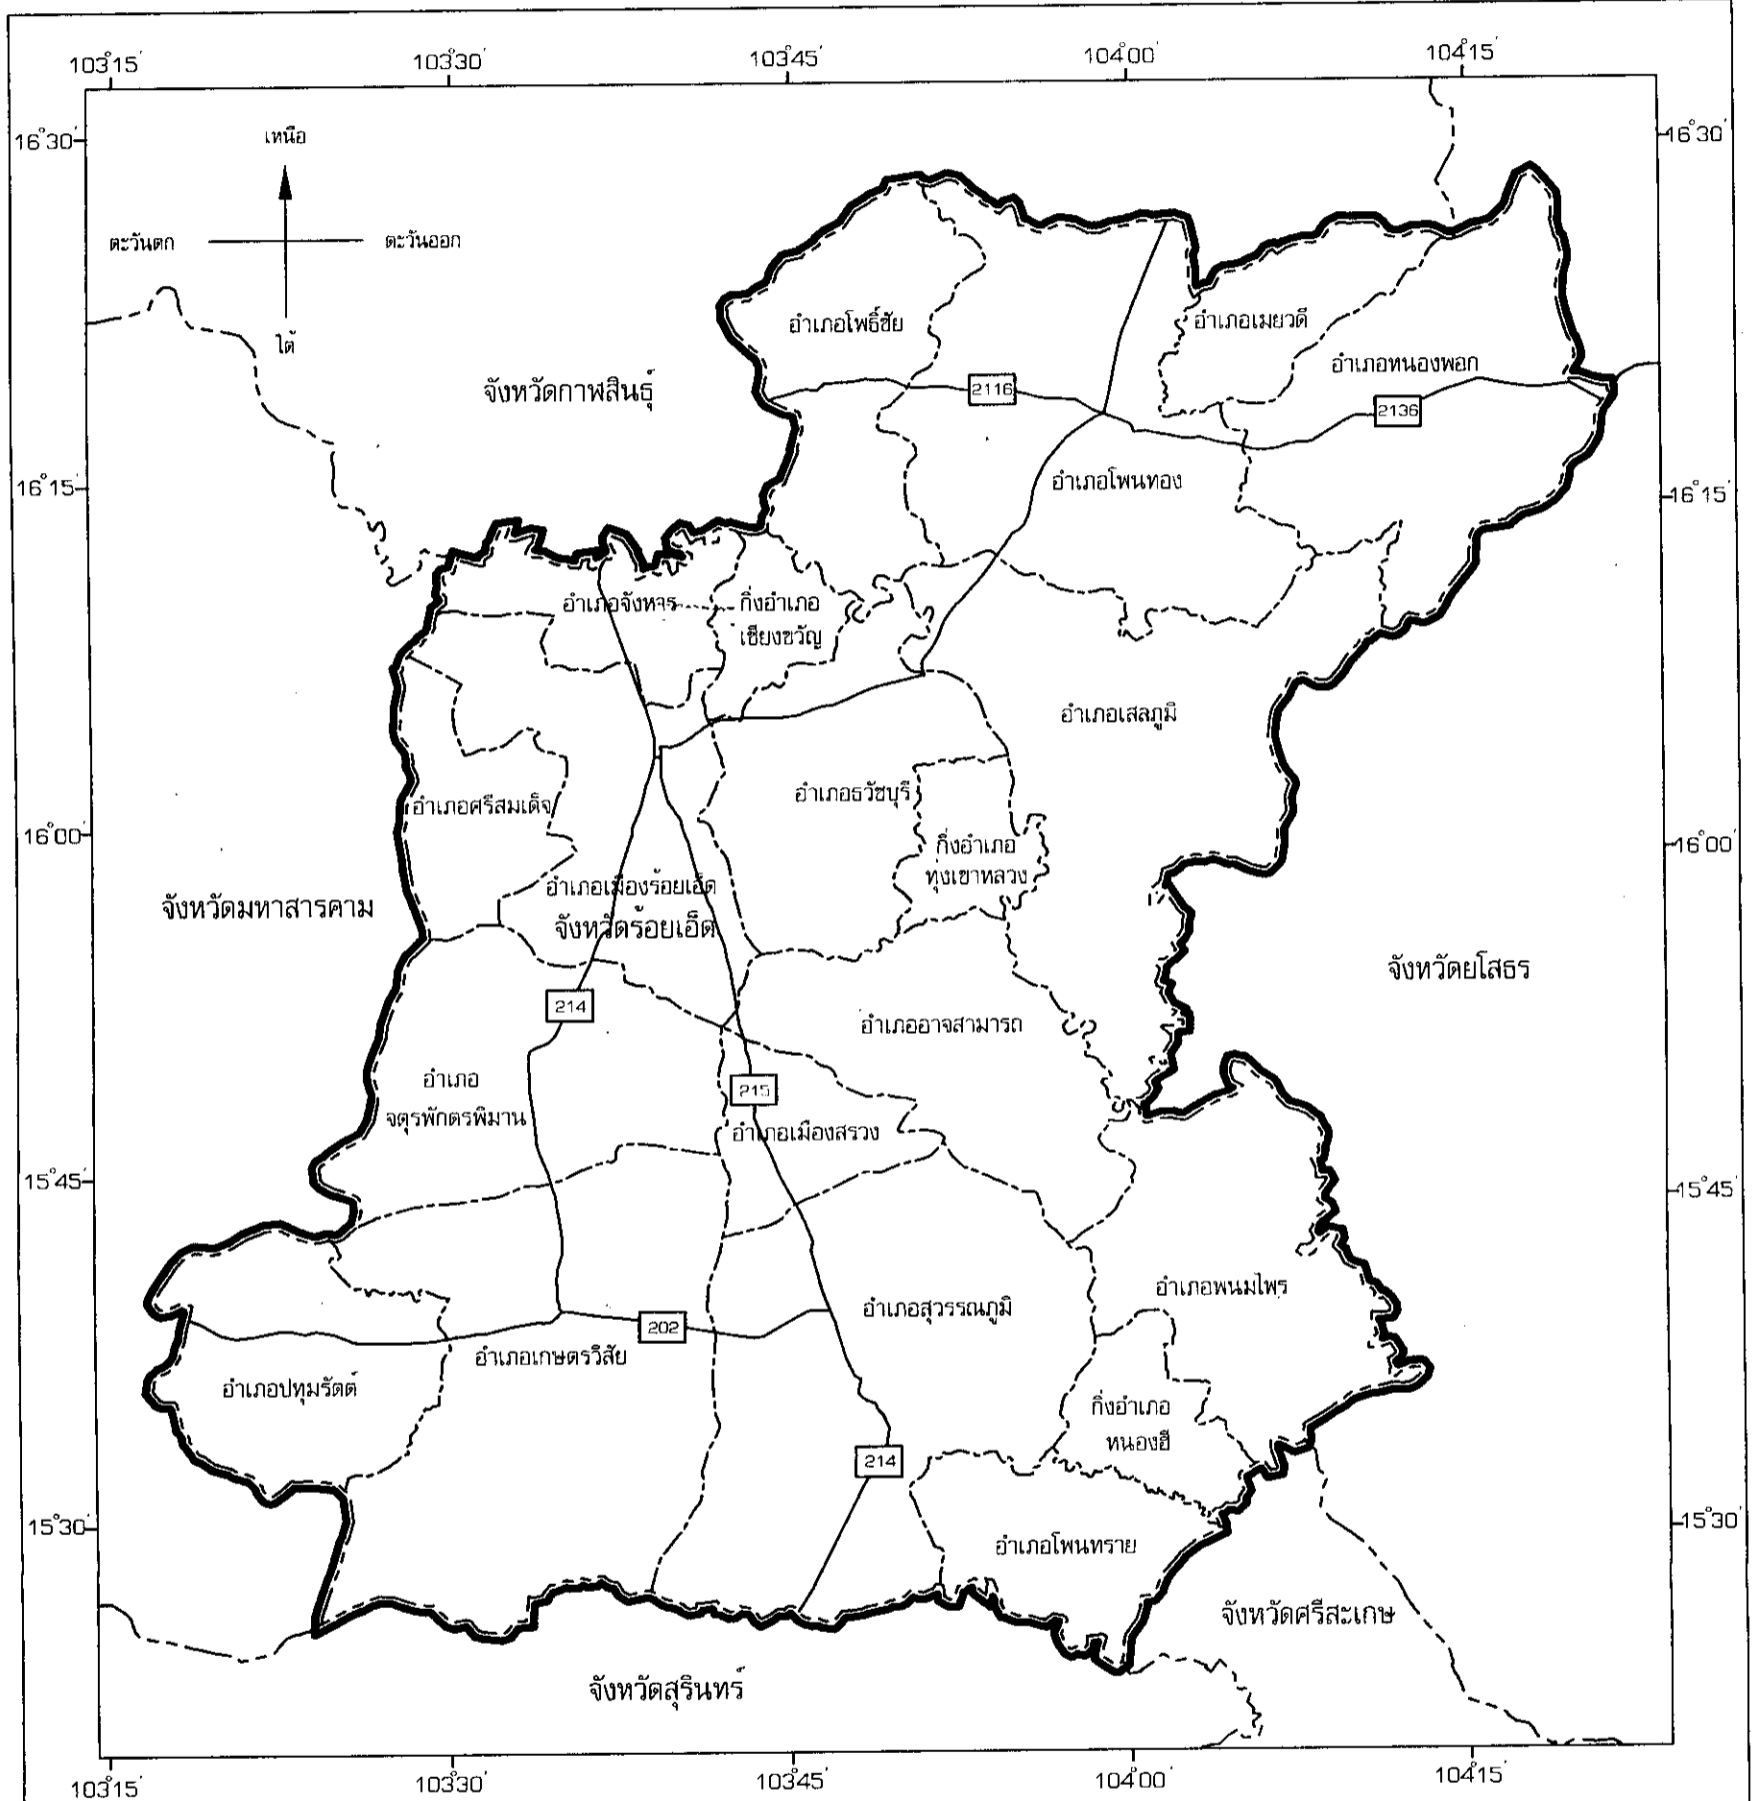 103°15′
103°30′
103°45′
104°00′
104°15′
16°30′
เหนือ
16°30′
ตะวันตก
ตะวันออก
ใต้
อำเภอโพธิ์ชัย
อำเภอเมยวดี
อำเภอหนองพอก
จังหวัดกาฬสินธุ์
2116
2136
16°15′
อำเภอโพนทอง
16°15′
อำเภอจังหาร
กิ่งอำเภอ
เชียงขวัญ
อำเภอเสลภูมิ
อำเภอศรีสมเด็จ
อำเภอธวัชบุรี
16°00′
กิ่งอำเภอ
ทุ่งเขาหลวง
16°00′
อำเภอเมืองร้อยเอ็ด
จังหวัดมหาสารคาม
จังหวัดร้อยเอ็ด
จังหวัดยโสธร
214
อำเภออาจสามารถ
อำเภอ
จตุรพักตรพิมาน
215
อำเภอเมืองสรวง
15°45′
15°45′
อำเภอพนมไพร
อำเภอสุวรรณภูมิ
202
อำเภอเกษตรวิสัย
อำเภอปทุมรัตต์
กิ่งอำเภอ
หนองฮี
214
15°30′
15°30′
อำเภอโพนทราย
จังหวัดศรีสะเกษ
จังหวัดสุรินทร์
103°15′
103°30′
103°45′
104°00′
104°15′